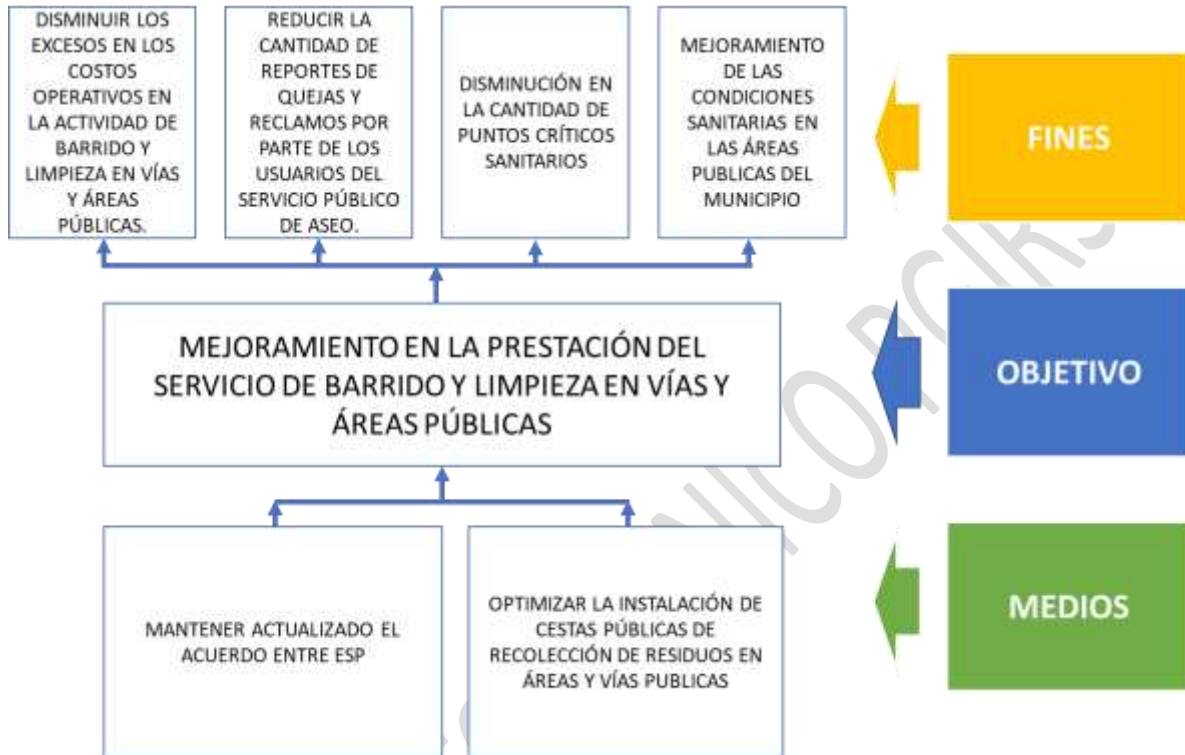 DISMINUIR LOS
EXCESOS EN LOS
COSTOS
OPERATIVOS EN
LA ACTIVIDAD DE
BARRIDO Y
LIMPIEZA EN VÍAS
Y ÁREAS
PÚBLICAS.
REDUCIR LA
CANTIDAD DE
REPORTES DE
QUEJAS Y
RECLAMOS POR
PARTE DE LOS
USUARIOS DEL
SERVICIO PÚBLICO
DE ASEO.
DISMINUCIÓN EN
LA CANTIDAD DE
PUNTOS CRÍTICOS
SANITARIOS
MEJORAMIENTO
DE LAS
CONDICIONES
SANITARIAS EN
LAS ÁREAS
PUBLICAS DEL
MUNICIPIO
FINES
MEJORAMIENTO EN LA PRESTACIÓN DEL
SERVICIO DE BARRIDO Y LIMPIEZA EN VÍAS Y
ÁREAS PÚBLICAS
OBJETIVO
MANTENER ACTUALIZADO EL
ACUERDO ENTRE ESP
OPTIMIZAR LA INSTALACIÓN DE
CESTAS PÚBLICAS DE
RECOLECCIÓN DE RESIDUOS EN
ÁREAS Y VÍAS PUBLICAS
MEDIOS
NICO PGIRS